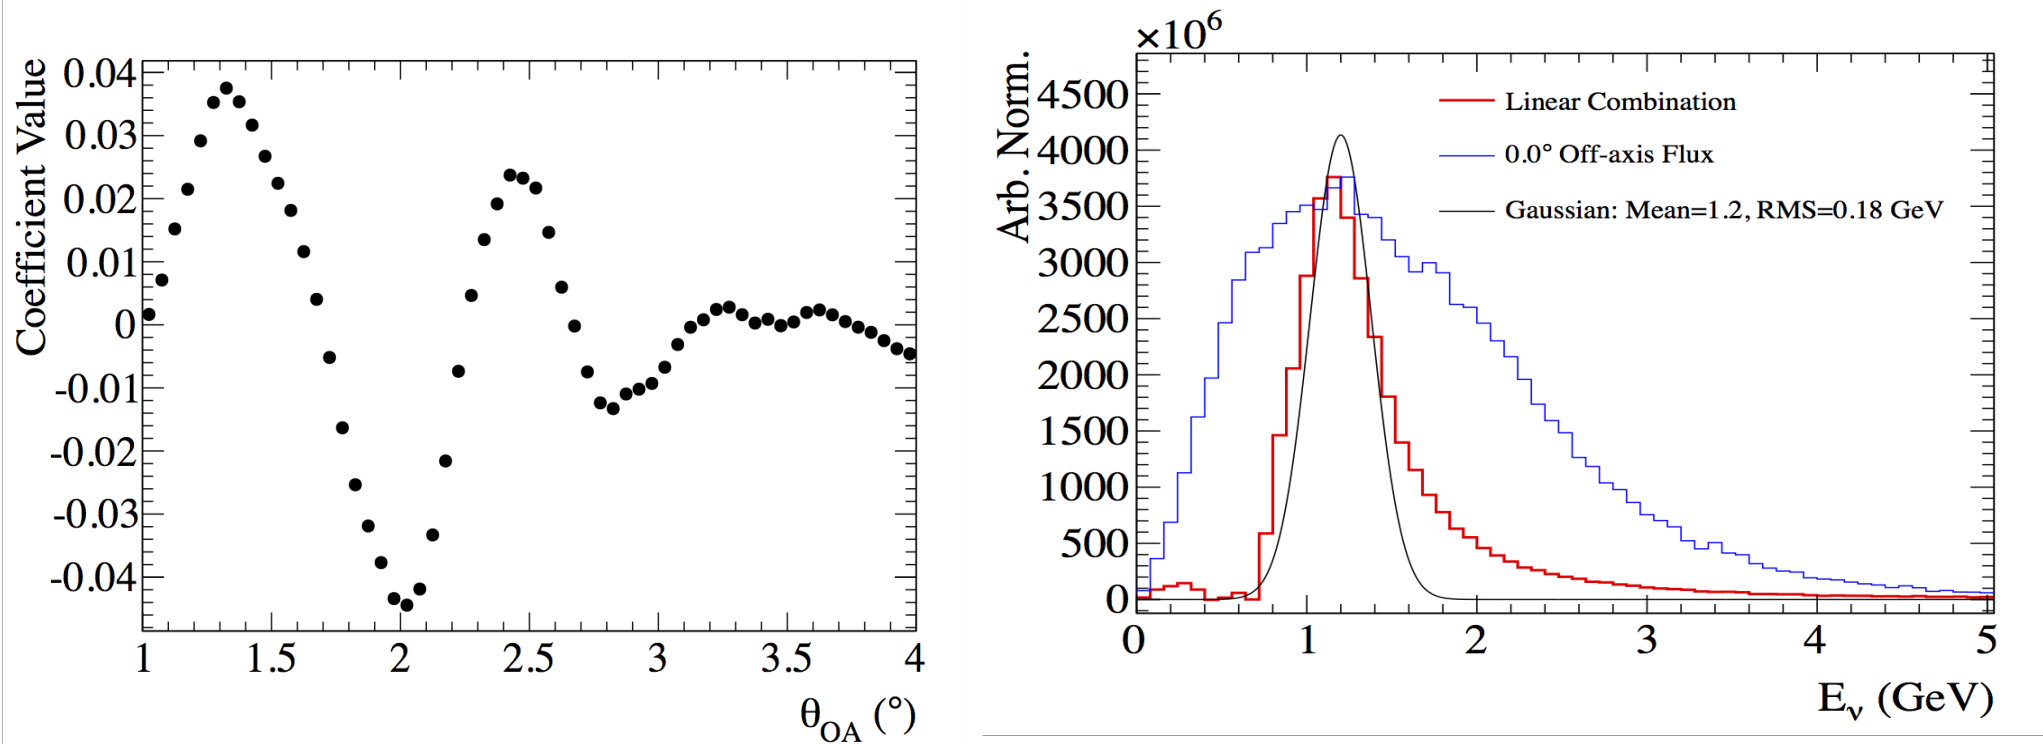 Coefficient Value
0.04
0.03
0.02
0.01
0
-0.01
-0.02
-0.03
-0.04
1 1.5 2 2.5 3 3.5 4
θOA (°)
×10⁶
Arb. Norm.
4500
4000
3500
3000
2500
2000
1500
1000
500
0
Linear Combination
0.0° Off-axis Flux
Gaussian: Mean=1.2, RMS=0.18 GeV
0 1 2 3 4 5
Eν (GeV)